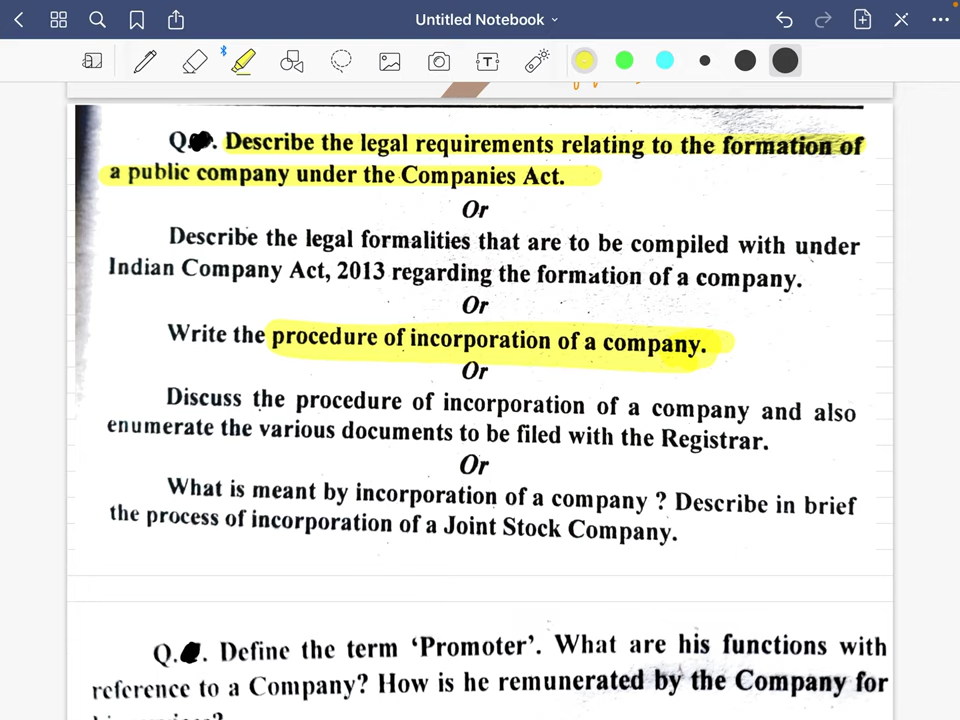 Untitled Notebook
Q . Describe the legal requirements relating to the formation of
a public company under the Companies Act.
Or
Describe the legal formalities that are to be compiled with under
Indian Company Act, 2013 regarding the formation of a company.
Or
Write the procedure of incorporation of a company.
Or
Discuss the procedure of incorporation of a company and also
enumerate the various documents to be filed with the Registrar.
Or
What is meant by incorporation of a company ? Describe in brief
the process of incorporation of a Joint Stock Company.
Q. . Define the term ‘Promoter’. What are his functions with
reference to a Company? How is he remunerated by the Company for